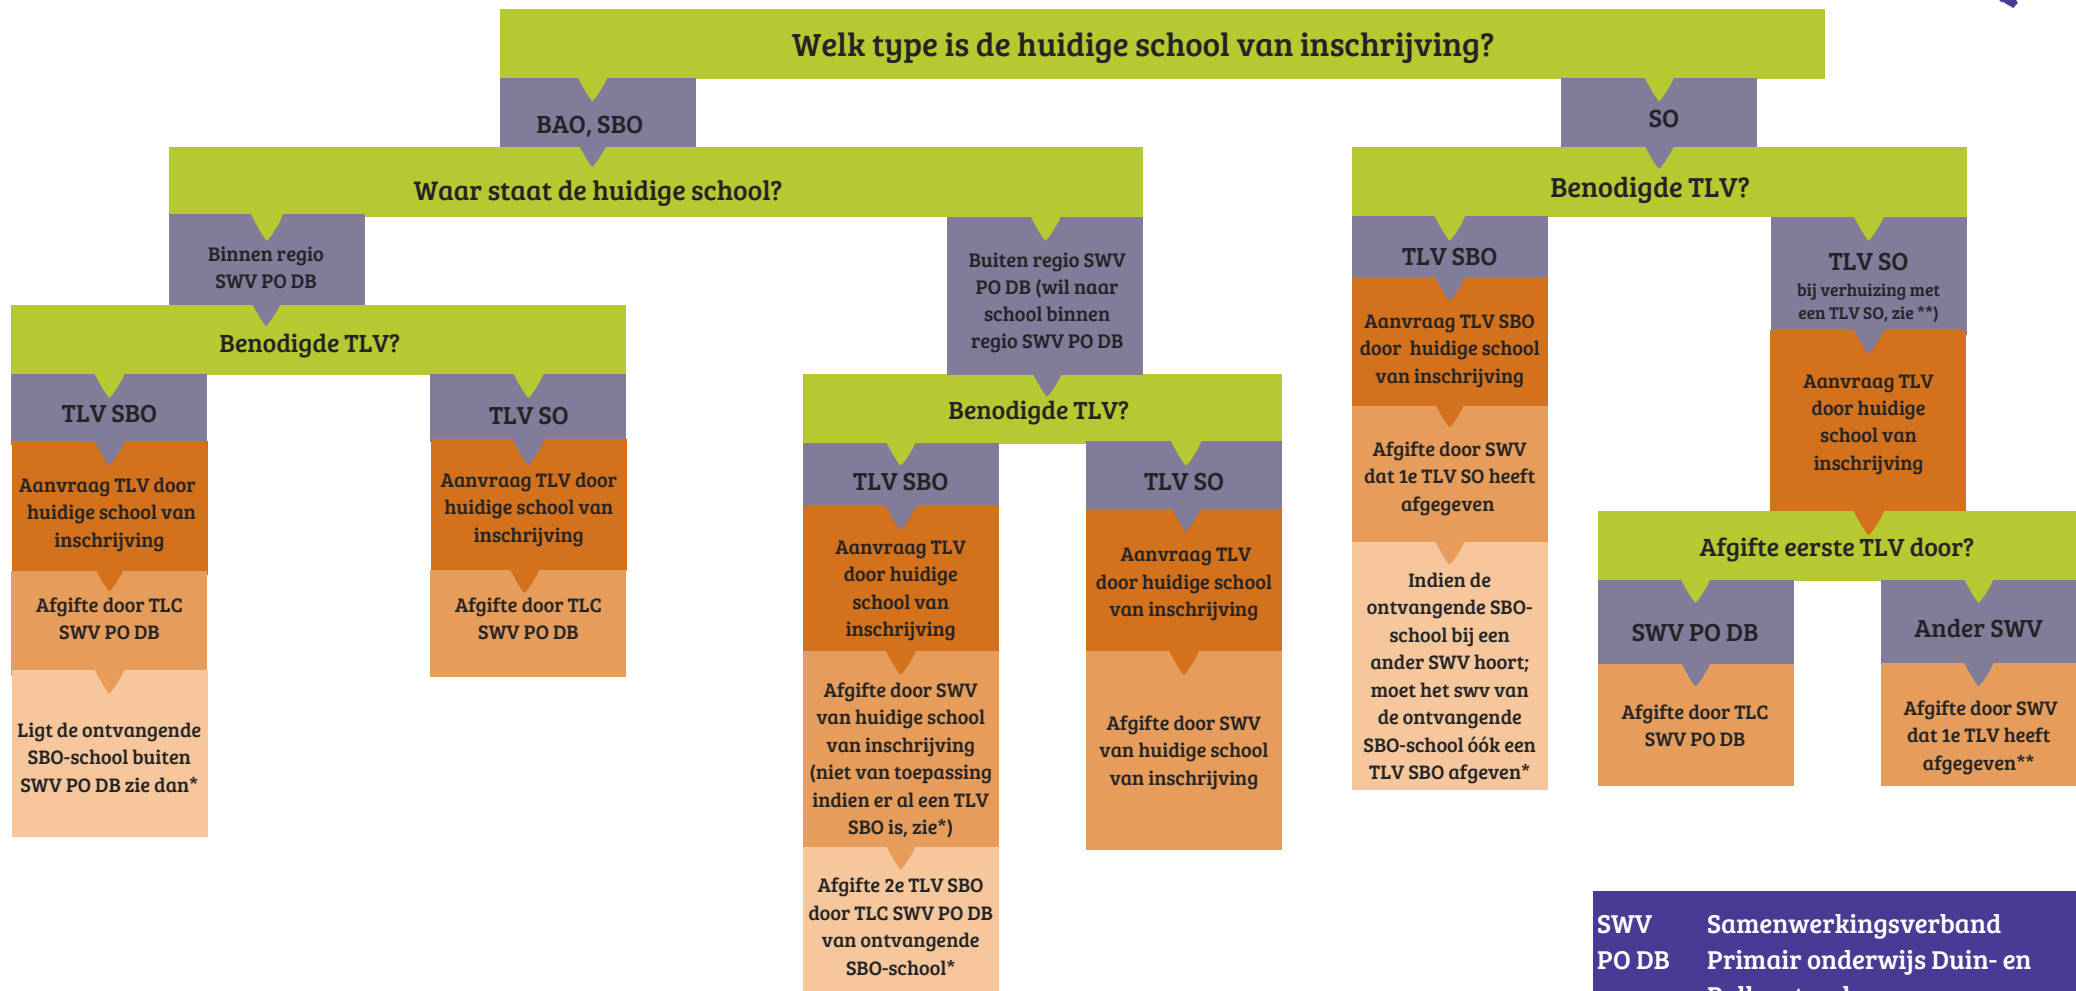 Welk type is de huidige school van inschrijving?
BAO, SBO
SO
Waar staat de huidige school?
Benodigde TLV?
Binnen regio
SWV PO DB
Benodigde TLV?
TLV SBO
Aanvraag TLV door
huidige school van
inschrijving
Afgifte door TLC
SWV PO DB
Ligt de ontvangende
SBO-school buiten
SWV PO DB zie dan*
TLV SO
Aanvraag TLV door
huidige school van
inschrijving
Afgifte door TLC
SWV PO DB
Buiten regio SWV
PO DB (wil naar
school binnen
regio SWV PO DB
Benodigde TLV?
TLV SBO
Aanvraag TLV
door huidige
school van
inschrijving
Afgifte door SWV
van huidige school
van inschrijving
(niet van toepassing
indien er al een TLV
SBO is, zie*)
Afgifte 2e TLV SBO
door TLC SWV PO DB
van ontvangende
SBO-school*
TLV SO
Aanvraag TLV
door huidige school
van inschrijving
Afgifte door SWV
van huidige school
van inschrijving
TLV SBO
Aanvraag TLV SBO
door huidige school
van inschrijving
Afgifte door SWV
dat 1e TLV SO heeft
afgegeven
Indien de
ontvangende SBO-
school bij een
ander SWV hoort;
moet het swv van
de ontvangende
SBO-school óók een
TLV SBO afgeven*
TLV SO
bij verhuizing met
een TLV SO, zie **)
Aanvraag TLV
door huidige
school van
inschrijving
Afgifte eerste TLV door?
SWV PO DB
Afgifte door TLC
SWV PO DB
Ander SWV
Afgifte door SWV
dat 1e TLV heeft
afgegeven**
SWV Samenwerkingsverband
PO DB Primair onderwijs Duin- en